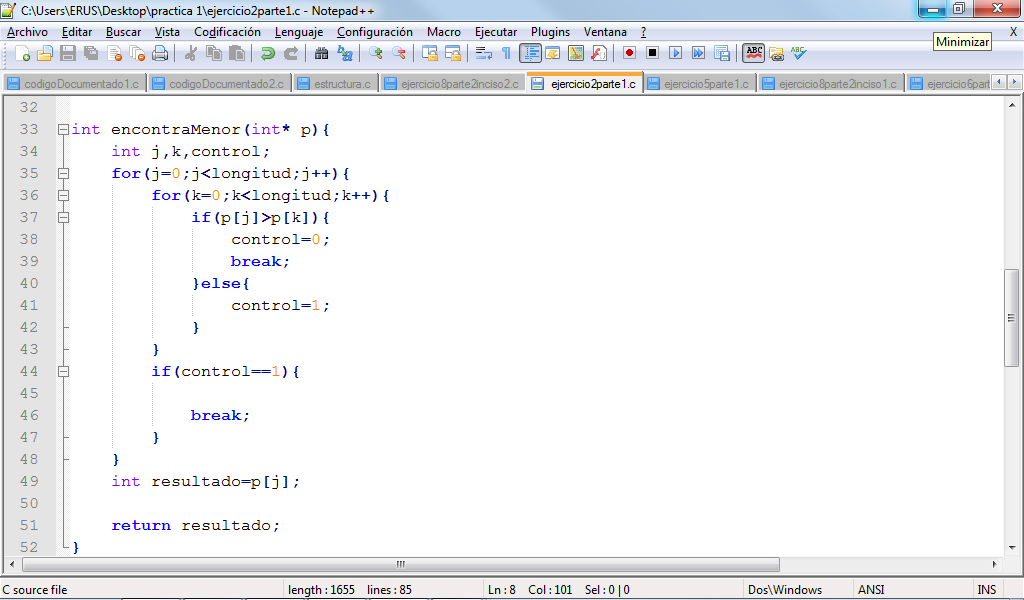 C:\Users\ERUS\Desktop\practica 1\ejercicio2parte1.c - Notepad++
Archivo Editar Buscar Vista Codificación Lenguaje Configuración Macro Ejecutar Plugins Ventana ? X
Minimizar
ABC ABC
codigoDocumentado1.c codigoDocumentado2.c estructura.c ejercicio8parte2inciso2.c ejercicio2parte1.c ejercicio5parte1.c ejercicio8parte2inciso1.c ejercicio6part
32
33 int encontraMenor(int* p){
34 int j,k,control;
35 for(j=0;j<longitud;j++){
36 for(k=0;k<longitud;k++){
37 if(p[j]>p[k]){
38 control=0;
39 break;
40 }else{
41 control=1;
42 }
43 }
44 if(control==1){
45
46 break;
47 }
48 }
49 int resultado=p[j];
50
51 return resultado;
52 }
C source file length : 1655 lines : 85 Ln : 8 Col : 101 Sel : 0 | 0 Dos\Windows ANSI INS